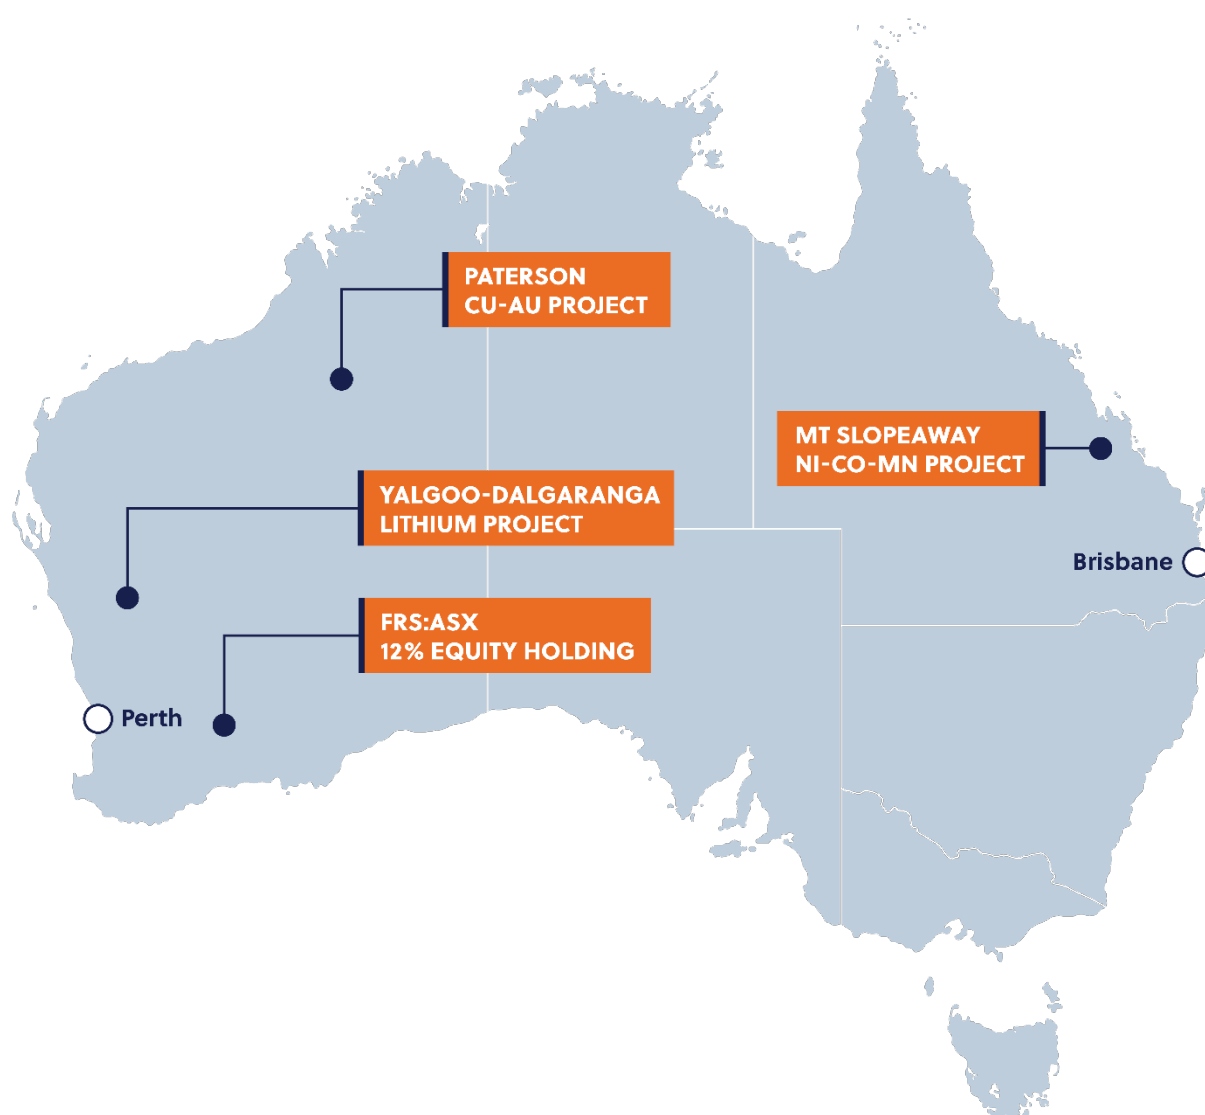 PATERSON
CU-AU PROJECT
MT SLOPEAWAY
NI-CO-MN PROJECT
YALGOO-DALGARANGA
LITHIUM PROJECT
Brisbane
FRS:ASX
12% EQUITY HOLDING
Perth